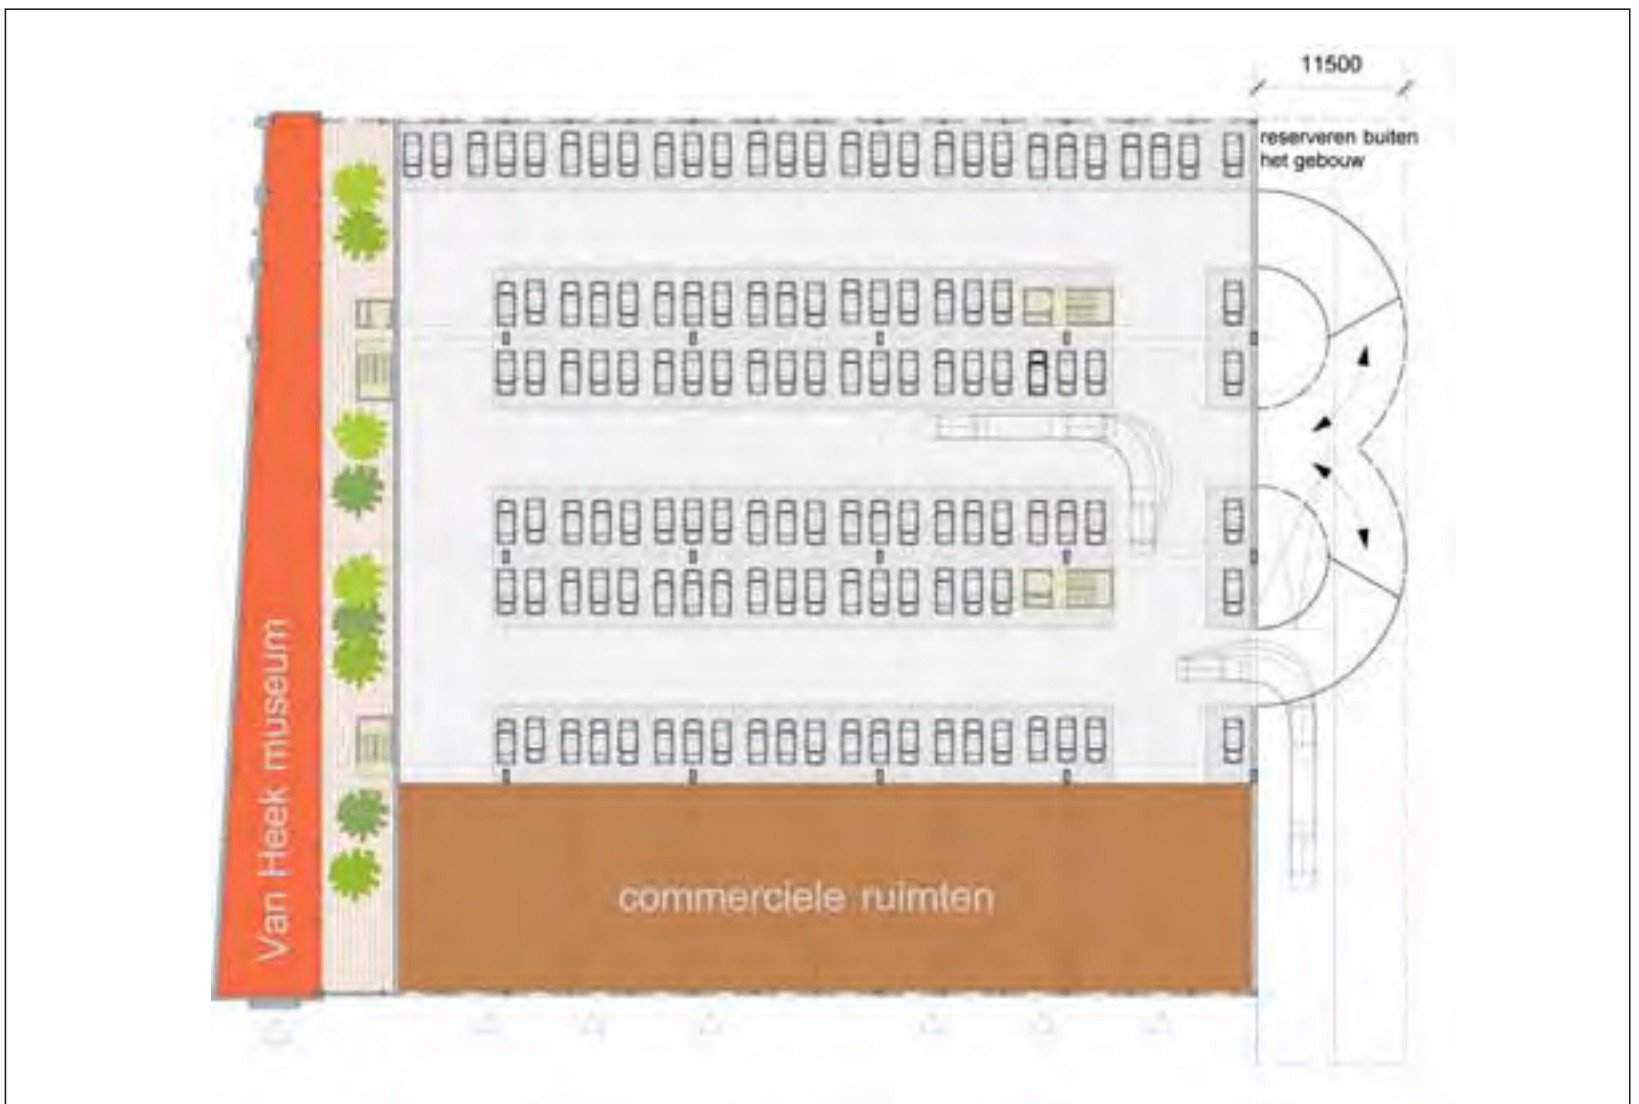 11500
reserveren buiten
het gebouw
Van Heek museum
commerciele ruimten